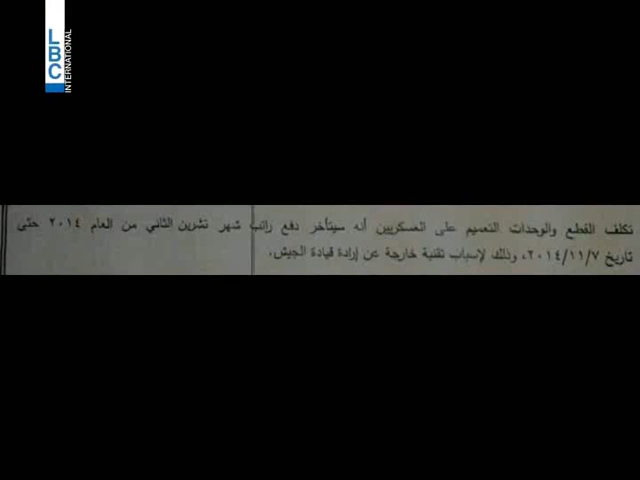 LBC
INTERNATIONAL
تكلف القطع والوحدات التعميم على العسكريين أنه سيتأخر دفع راتب شهر تشرين الثاني من العام ٢٠١٤ حتى
تاريخ ٢٠١٤/١١/٧، وذلك لاسباب تقنية خارجة عن إرادة قيادة الجيش.